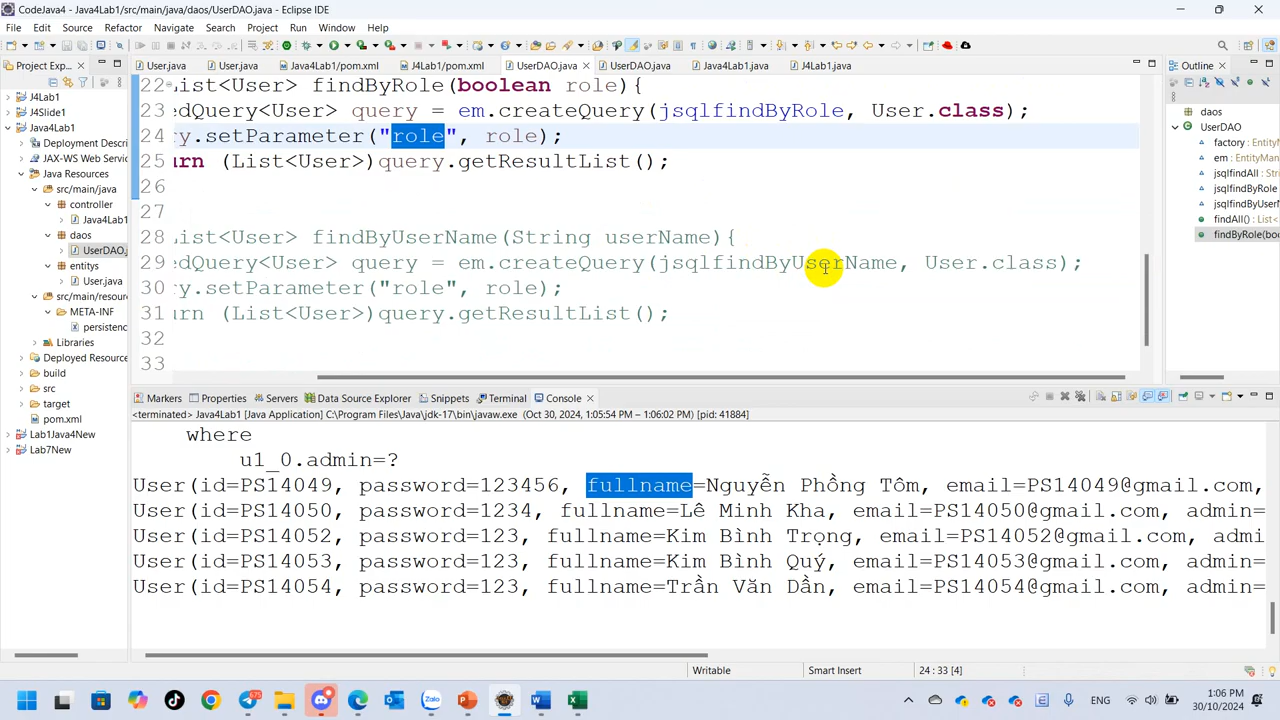 CodeJava4 - Java4Lab1/src/main/java/daos/UserDAO.java - Eclipse IDE
File Edit Source Refactor Navigate Search Project Run Window Help
Project Exp...
User.java User.java Java4Lab1/pom.xml J4Lab1/pom.xml UserDAO.java UserDAO.java Java4Lab1.java J4Lab1.java
Outline
J4Lab1
J4Slide1
Java4Lab1
Deployment Descri
JAX-WS Web Servic
Java Resources
src/main/java
controller
Java4Lab1
daos
UserDAO.j
entitys
User.java
src/main/resourc
META-INF
persistenc
Libraries
Deployed Resource
build
src
target
pom.xml
Lab1Java4New
Lab7New
22 List<User> findByRole(boolean role){
23 edQuery<User> query = em.createQuery(jsqlfindByRole, User.class);
24 ry.setParameter("role", role);
25 urn (List<User>)query.getResultList();
26
27
28 List<User> findByUserName(String userName){
29 edQuery<User> query = em.createQuery(jsqlfindByUserName, User.class);
30 ry.setParameter("role", role);
31 urn (List<User>)query.getResultList();
32
33
daos
UserDAO
factory : EntityMan
em : EntityManag
jsqlfindAll : Strin
jsqlfindByRole
jsqlfindByUserN
findAll() : List<
findByRole(boo
Markers Properties Servers Data Source Explorer Snippets Terminal Console
<terminated> Java4Lab1 [Java Application] C:\Program Files\Java\jdk-17\bin\javaw.exe (Oct 30, 2024, 1:05:54 PM – 1:06:02 PM) [pid: 41884]
where
u1_0.admin=?
User(id=PS14049, password=123456, fullname=Nguyễn Phồng Tôm, email=PS14049@gmail.com,
User(id=PS14050, password=1234, fullname=Lê Minh Kha, email=PS14050@gmail.com, admin=
User(id=PS14052, password=123, fullname=Kim Bình Trọng, email=PS14052@gmail.com, admi
User(id=PS14053, password=123, fullname=Kim Bình Quý, email=PS14053@gmail.com, admin=
User(id=PS14054, password=123, fullname=Trần Văn Dần, email=PS14054@gmail.com, admin=
Writable Smart Insert 24 : 33 [4]
ENG 1:06 PM
30/10/2024